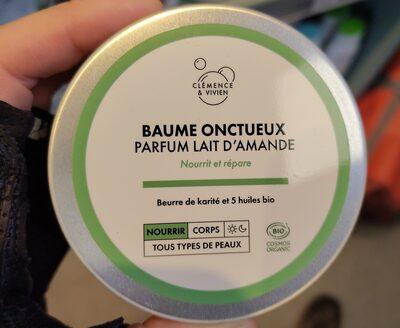 CLÉMENCE
& VIVIEN
BAUME ONCTUEUX
PARFUM LAIT D'AMANDE
Nourrit et répare
Beurre de karité et 5 huiles bio
NOURRIR CORPS
TOUS TYPES DE PEAUX
BIO
COSMOS
ORGANIC